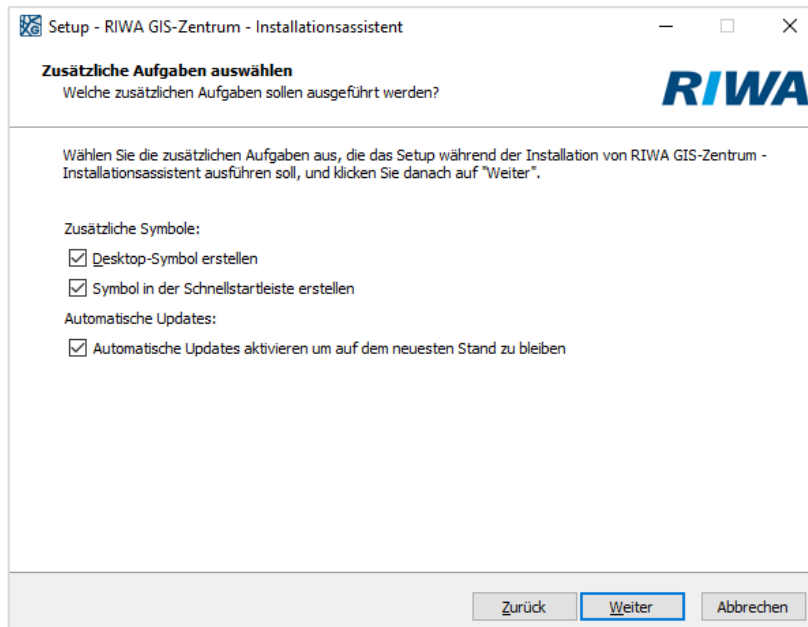 Setup - RIWA GIS-Zentrum - Installationsassistent
Zusätzliche Aufgaben auswählen
Welche zusätzlichen Aufgaben sollen ausgeführt werden?
RIWA
Wählen Sie die zusätzlichen Aufgaben aus, die das Setup während der Installation von RIWA GIS-Zentrum -
Installationsassistent ausführen soll, und klicken Sie danach auf "Weiter".
Zusätzliche Symbole:
Desktop-Symbol erstellen
Symbol in der Schnellstartleiste erstellen
Automatische Updates:
Automatische Updates aktivieren um auf dem neuesten Stand zu bleiben
Zurück Weiter Abbrechen